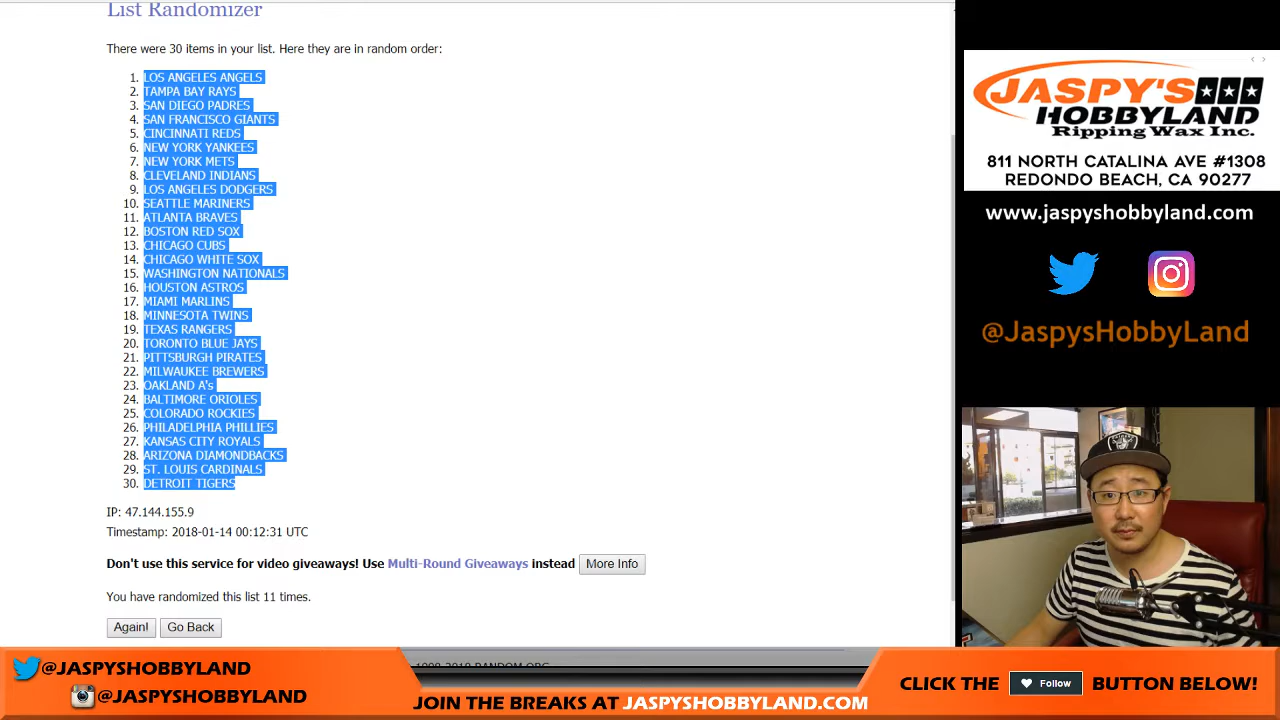 List Randomizer
There were 30 items in your list. Here they are in random order:
1. LOS ANGELES ANGELS
2. TAMPA BAY RAYS
3. SAN DIEGO PADRES
4. SAN FRANCISCO GIANTS
5. CINCINNATI REDS
6. NEW YORK YANKEES
7. NEW YORK METS
8. CLEVELAND INDIANS
9. LOS ANGELES DODGERS
10. SEATTLE MARINERS
11. ATLANTA BRAVES
12. BOSTON RED SOX
13. CHICAGO CUBS
14. CHICAGO WHITE SOX
15. WASHINGTON NATIONALS
16. HOUSTON ASTROS
17. MIAMI MARLINS
18. MINNESOTA TWINS
19. TEXAS RANGERS
20. TORONTO BLUE JAYS
21. PITTSBURGH PIRATES
22. MILWAUKEE BREWERS
23. OAKLAND A's
24. BALTIMORE ORIOLES
25. COLORADO ROCKIES
26. PHILADELPHIA PHILLIES
27. KANSAS CITY ROYALS
28. ARIZONA DIAMONDBACKS
29. ST. LOUIS CARDINALS
30. DETROIT TIGERS
IP: 47.144.155.9
Timestamp: 2018-01-14 00:12:31 UTC
Don't use this service for video giveaways! Use Multi-Round Giveaways instead More Info
You have randomized this list 11 times.
Again! Go Back
JASPY'S
HOBBYLAND
Ripping Wax Inc.
811 NORTH CATALINA AVE #1308
REDONDO BEACH, CA 90277
www.jaspyshobbyland.com
@JaspysHobbyLand
@JASPYSHOBBYLAND
@JASPYSHOBBYLAND
JOIN THE BREAKS AT JASPYSHOBBYLAND.COM
CLICK THE Follow BUTTON BELOW!